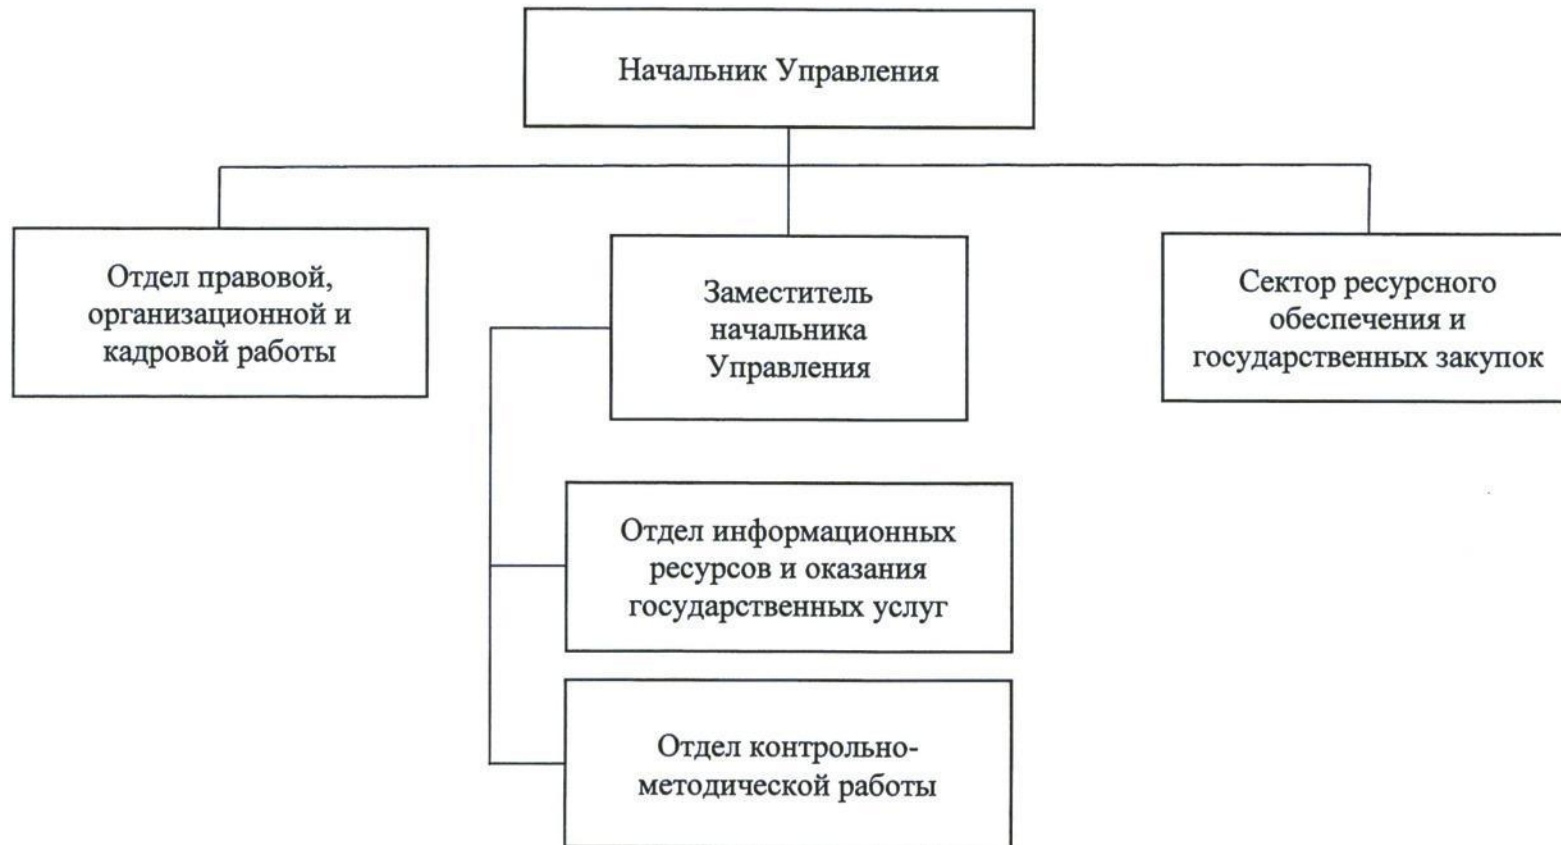 Начальник Управления
Отдел правовой,
организационной и
кадровой работы
Заместитель
начальника
Управления
Сектор ресурсного
обеспечения и
государственных закупок
Отдел информационных
ресурсов и оказания
государственных услуг
Отдел контрольно-
методической работы